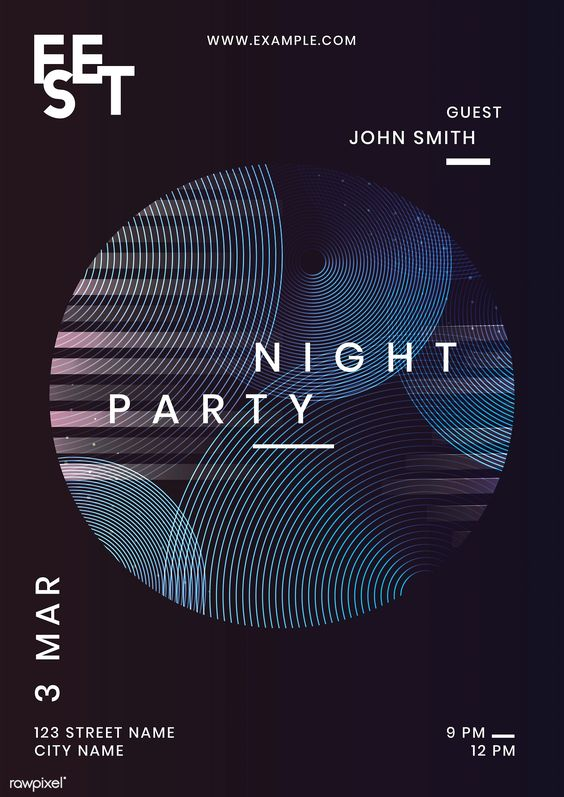 FEST
WWW.EXAMPLE.COM
GUEST
JOHN SMITH
NIGHT
PARTY
3 MAR
123 STREET NAME
CITY NAME
9 PM
12 PM
rawpixel